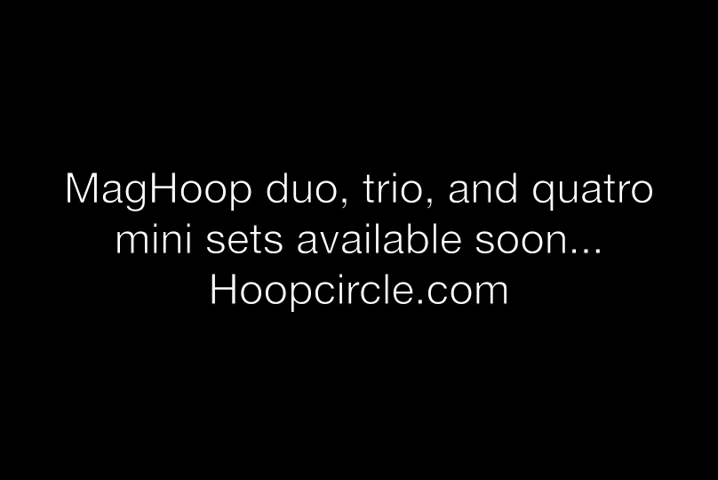 MagHoop duo, trio, and quatro
mini sets available soon...
Hoopcircle.com